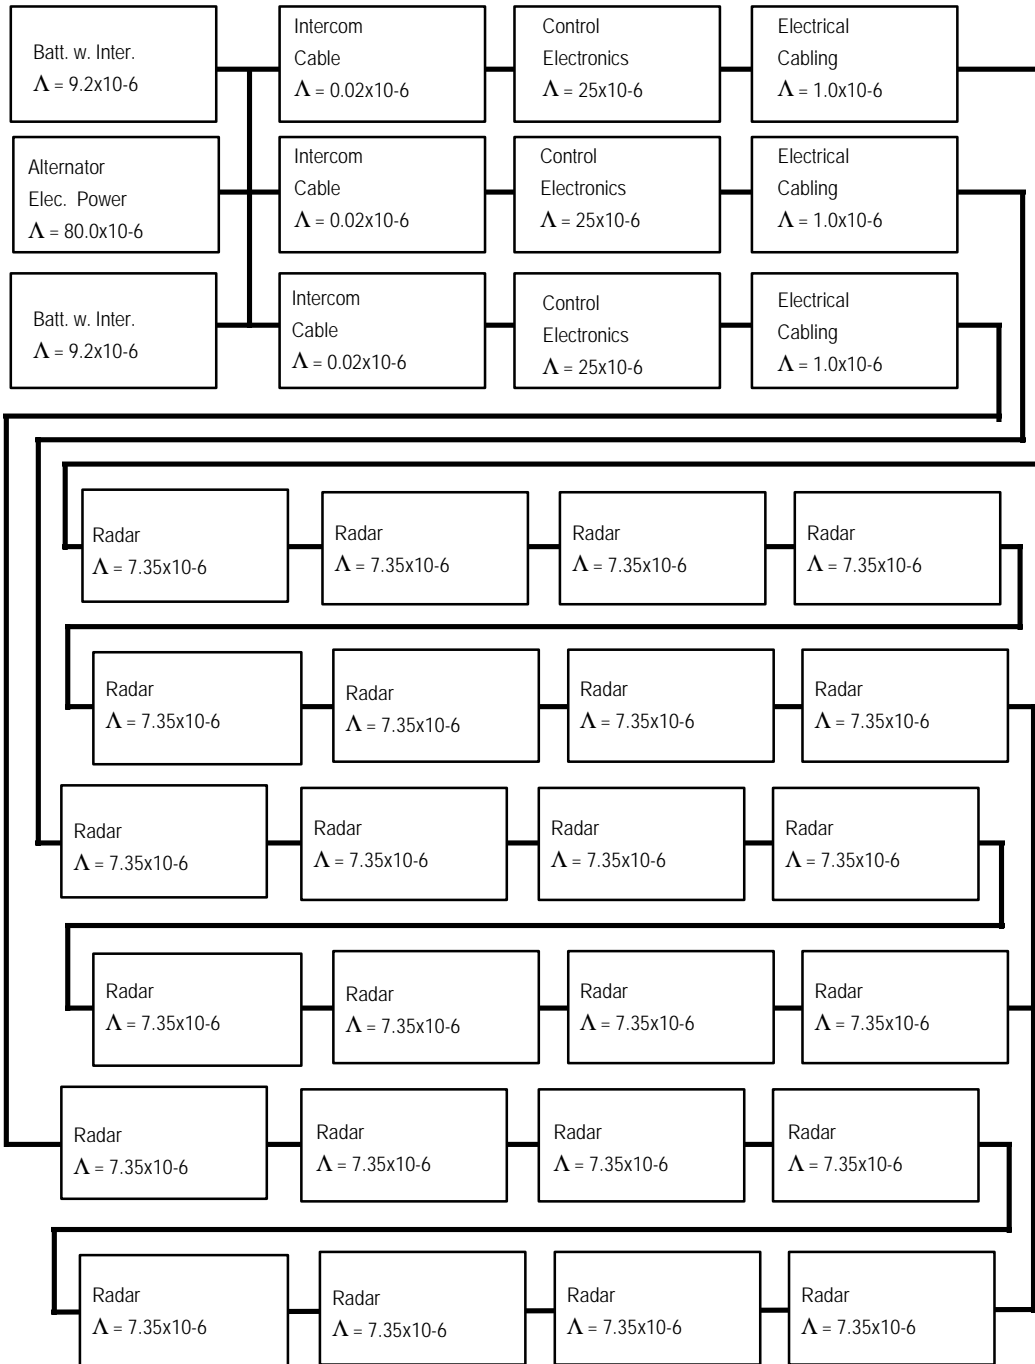 Batt. w. Inter.
Λ = 9.2x10-6
Intercom
Cable
Λ = 0.02x10-6
Control
Electronics
Λ = 25x10-6
Electrical
Cabling
Λ = 1.0x10-6
Alternator
Elec. Power
Λ = 80.0x10-6
Intercom
Cable
Λ = 0.02x10-6
Control
Electronics
Λ = 25x10-6
Electrical
Cabling
Λ = 1.0x10-6
Batt. w. Inter.
Λ = 9.2x10-6
Intercom
Cable
Λ = 0.02x10-6
Control
Electronics
Λ = 25x10-6
Electrical
Cabling
Λ = 1.0x10-6
Radar
Λ = 7.35x10-6
Radar
Λ = 7.35x10-6
Radar
Λ = 7.35x10-6
Radar
Λ = 7.35x10-6
Radar
Λ = 7.35x10-6
Radar
Λ = 7.35x10-6
Radar
Λ = 7.35x10-6
Radar
Λ = 7.35x10-6
Radar
Λ = 7.35x10-6
Radar
Λ = 7.35x10-6
Radar
Λ = 7.35x10-6
Radar
Λ = 7.35x10-6
Radar
Λ = 7.35x10-6
Radar
Λ = 7.35x10-6
Radar
Λ = 7.35x10-6
Radar
Λ = 7.35x10-6
Radar
Λ = 7.35x10-6
Radar
Λ = 7.35x10-6
Radar
Λ = 7.35x10-6
Radar
Λ = 7.35x10-6
Radar
Λ = 7.35x10-6
Radar
Λ = 7.35x10-6
Radar
Λ = 7.35x10-6
Radar
Λ = 7.35x10-6